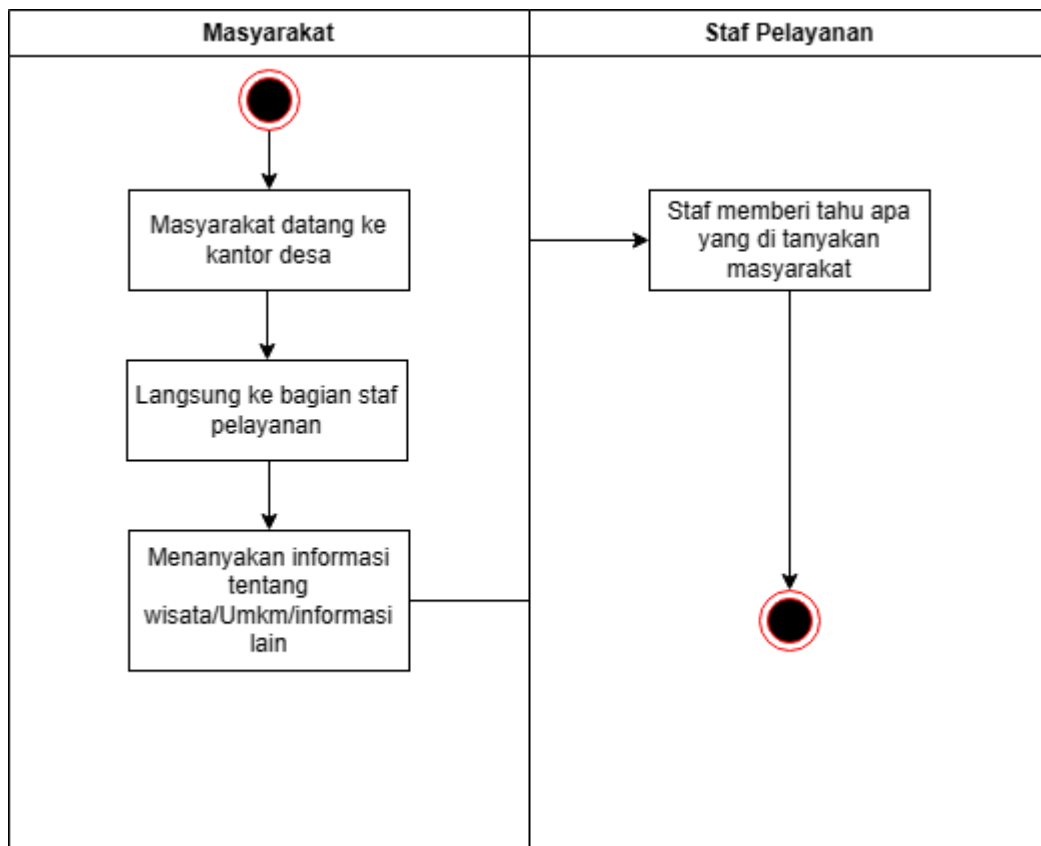 Masyarakat
Staf Pelayanan
Masyarakat datang ke
kantor desa
Langsung ke bagian staf
pelayanan
Menanyakan informasi
tentang
wisata/Umkm/informasi
lain
Staf memberi tahu apa
yang di tanyakan
masyarakat